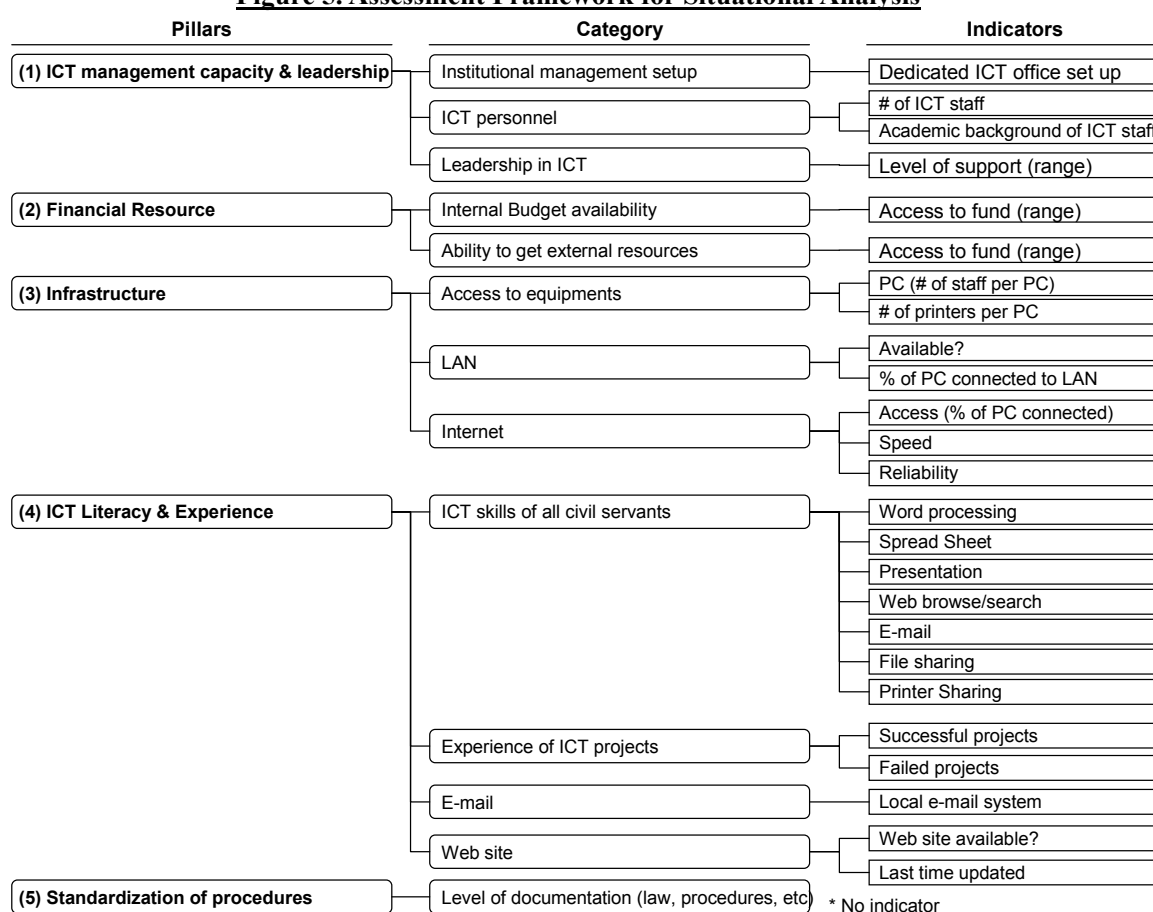 Figure 5. Assessment Framework for Situational Analysis
Pillars Category Indicators
(1) ICT management capacity & leadership Institutional management setup Dedicated ICT office set up
ICT personnel # of ICT staff
Academic background of ICT staff
Leadership in ICT Level of support (range)
(2) Financial Resource Internal Budget availability Access to fund (range)
Ability to get external resources Access to fund (range)
(3) Infrastructure Access to equipments PC (# of staff per PC)
# of printers per PC
LAN Available?
% of PC connected to LAN
Internet Access (% of PC connected)
Speed
Reliability
(4) ICT Literacy & Experience ICT skills of all civil servants Word processing
Spread Sheet
Presentation
Web browse/search
E-mail
File sharing
Printer Sharing
Experience of ICT projects Successful projects
Failed projects
E-mail Local e-mail system
Web site Web site available?
Last time updated
(5) Standardization of procedures Level of documentation (law, procedures, etc) * No indicator